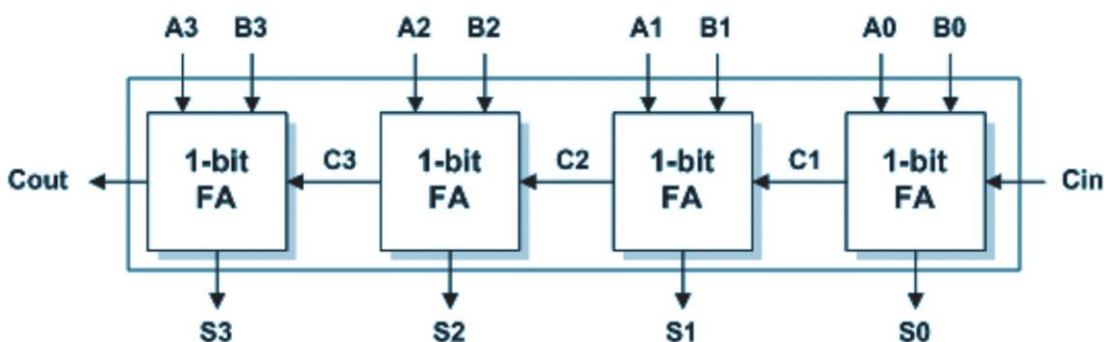 A3 B3 A2 B2 A1 B1 A0 B0
1-bit FA
1-bit FA
1-bit FA
1-bit FA
Cout C3 C2 C1 Cin
S3 S2 S1 S0